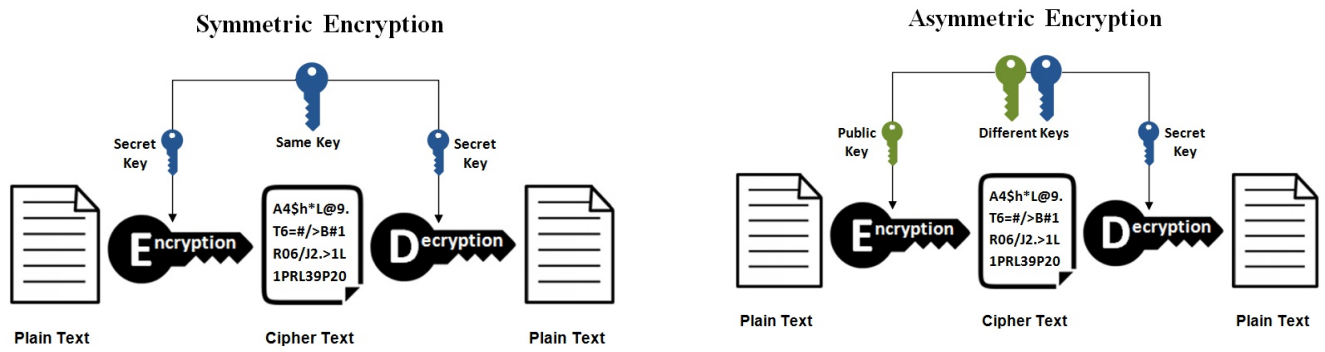 Symmetric Encryption
Secret
Key
Same Key
Secret
Key
Encryption
A4$h*L@9.
T6=#/>B#1
R06/J2.>1L
1PRL39P20
Decryption
Plain Text
Cipher Text
Plain Text
Asymmetric Encryption
Public
Key
Different Keys
Secret
Key
Encryption
A4$h*L@9.
T6=#/>B#1
R06/J2.>1L
1PRL39P20
Decryption
Plain Text
Cipher Text
Plain Text